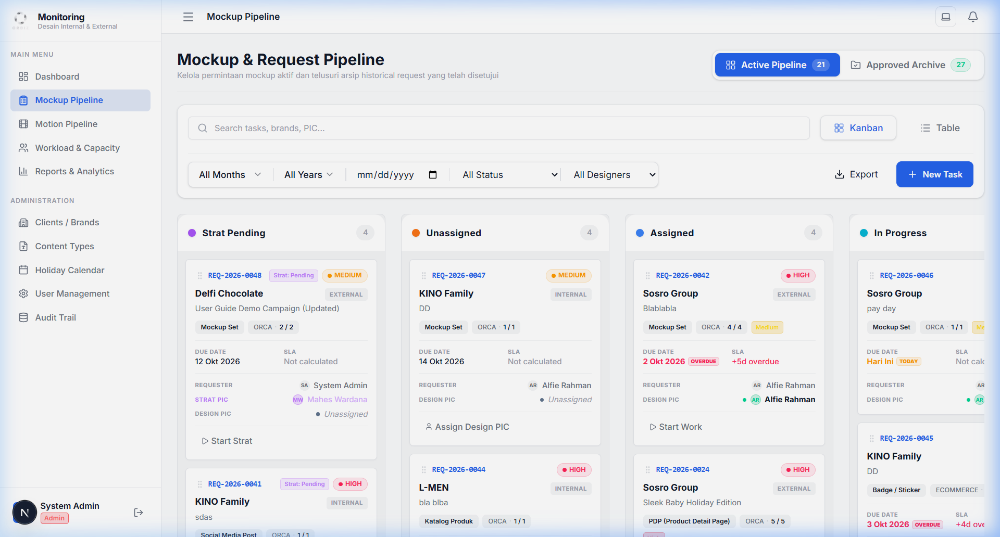 Monitoring
Desain Internal & External
MAIN MENU
Dashboard
Mockup Pipeline
Motion Pipeline
Workload & Capacity
Reports & Analytics
ADMINISTRATION
Clients / Brands
Content Types
Holiday Calendar
User Management
Audit Trail
N
System Admin
Admin
Mockup Pipeline
Mockup & Request Pipeline
Kelola permintaan mockup aktif dan telusuri arsip historical request yang telah disetujui
Active Pipeline 21
Approved Archive 27
Search tasks, brands, PIC...
Kanban
Table
All Months
All Years
mm/dd/yyyy
All Status
All Designers
Export
New Task
Strat Pending 4
REQ-2026-0048 Strat: Pending MEDIUM
Delfi Chocolate EXTERNAL
User Guide Demo Campaign (Updated)
Mockup Set ORCA · 2 / 2
DUE DATE SLA
12 Okt 2026 Not calculated
REQUESTER SA System Admin
STRAT PIC MW Mahes Wardana
DESIGN PIC Unassigned
Start Strat
REQ-2026-0041 Strat: Pending HIGH
KINO Family INTERNAL
sdas
Social Media Post ORCA · 1 / 1
Unassigned 4
REQ-2026-0047 MEDIUM
KINO Family INTERNAL
DD
Mockup Set ORCA · 1 / 1
DUE DATE SLA
14 Okt 2026 Not calculated
REQUESTER AR Alfie Rahman
DESIGN PIC Unassigned
Assign Design PIC
REQ-2026-0044 HIGH
L-MEN INTERNAL
bla blba
Katalog Produk ORCA · 1 / 1
Assigned 4
REQ-2026-0042 HIGH
Sosro Group EXTERNAL
Blablabla
Mockup Set ORCA · 4 / 4 Medium
DUE DATE SLA
2 Okt 2026 OVERDUE +5d overdue
REQUESTER AR Alfie Rahman
DESIGN PIC AR Alfie Rahman
Start Work
REQ-2026-0024 HIGH
Sosro Group EXTERNAL
Sleek Baby Holiday Edition
PDP (Product Detail Page) ORCA · 5 / 5
In Progress
REQ-2026-0046
Sosro Group
pay day
Mockup Set ORCA · 1 / 1 Me
DUE DATE SLA
Hari Ini TODAY Not calc
REQUESTER AR
DESIGN PIC AR
REQ-2026-0045
KINO Family
DD
Badge / Sticker ECOMMERCE ·
DUE DATE SLA
3 Okt 2026 OVERDUE +4d ove